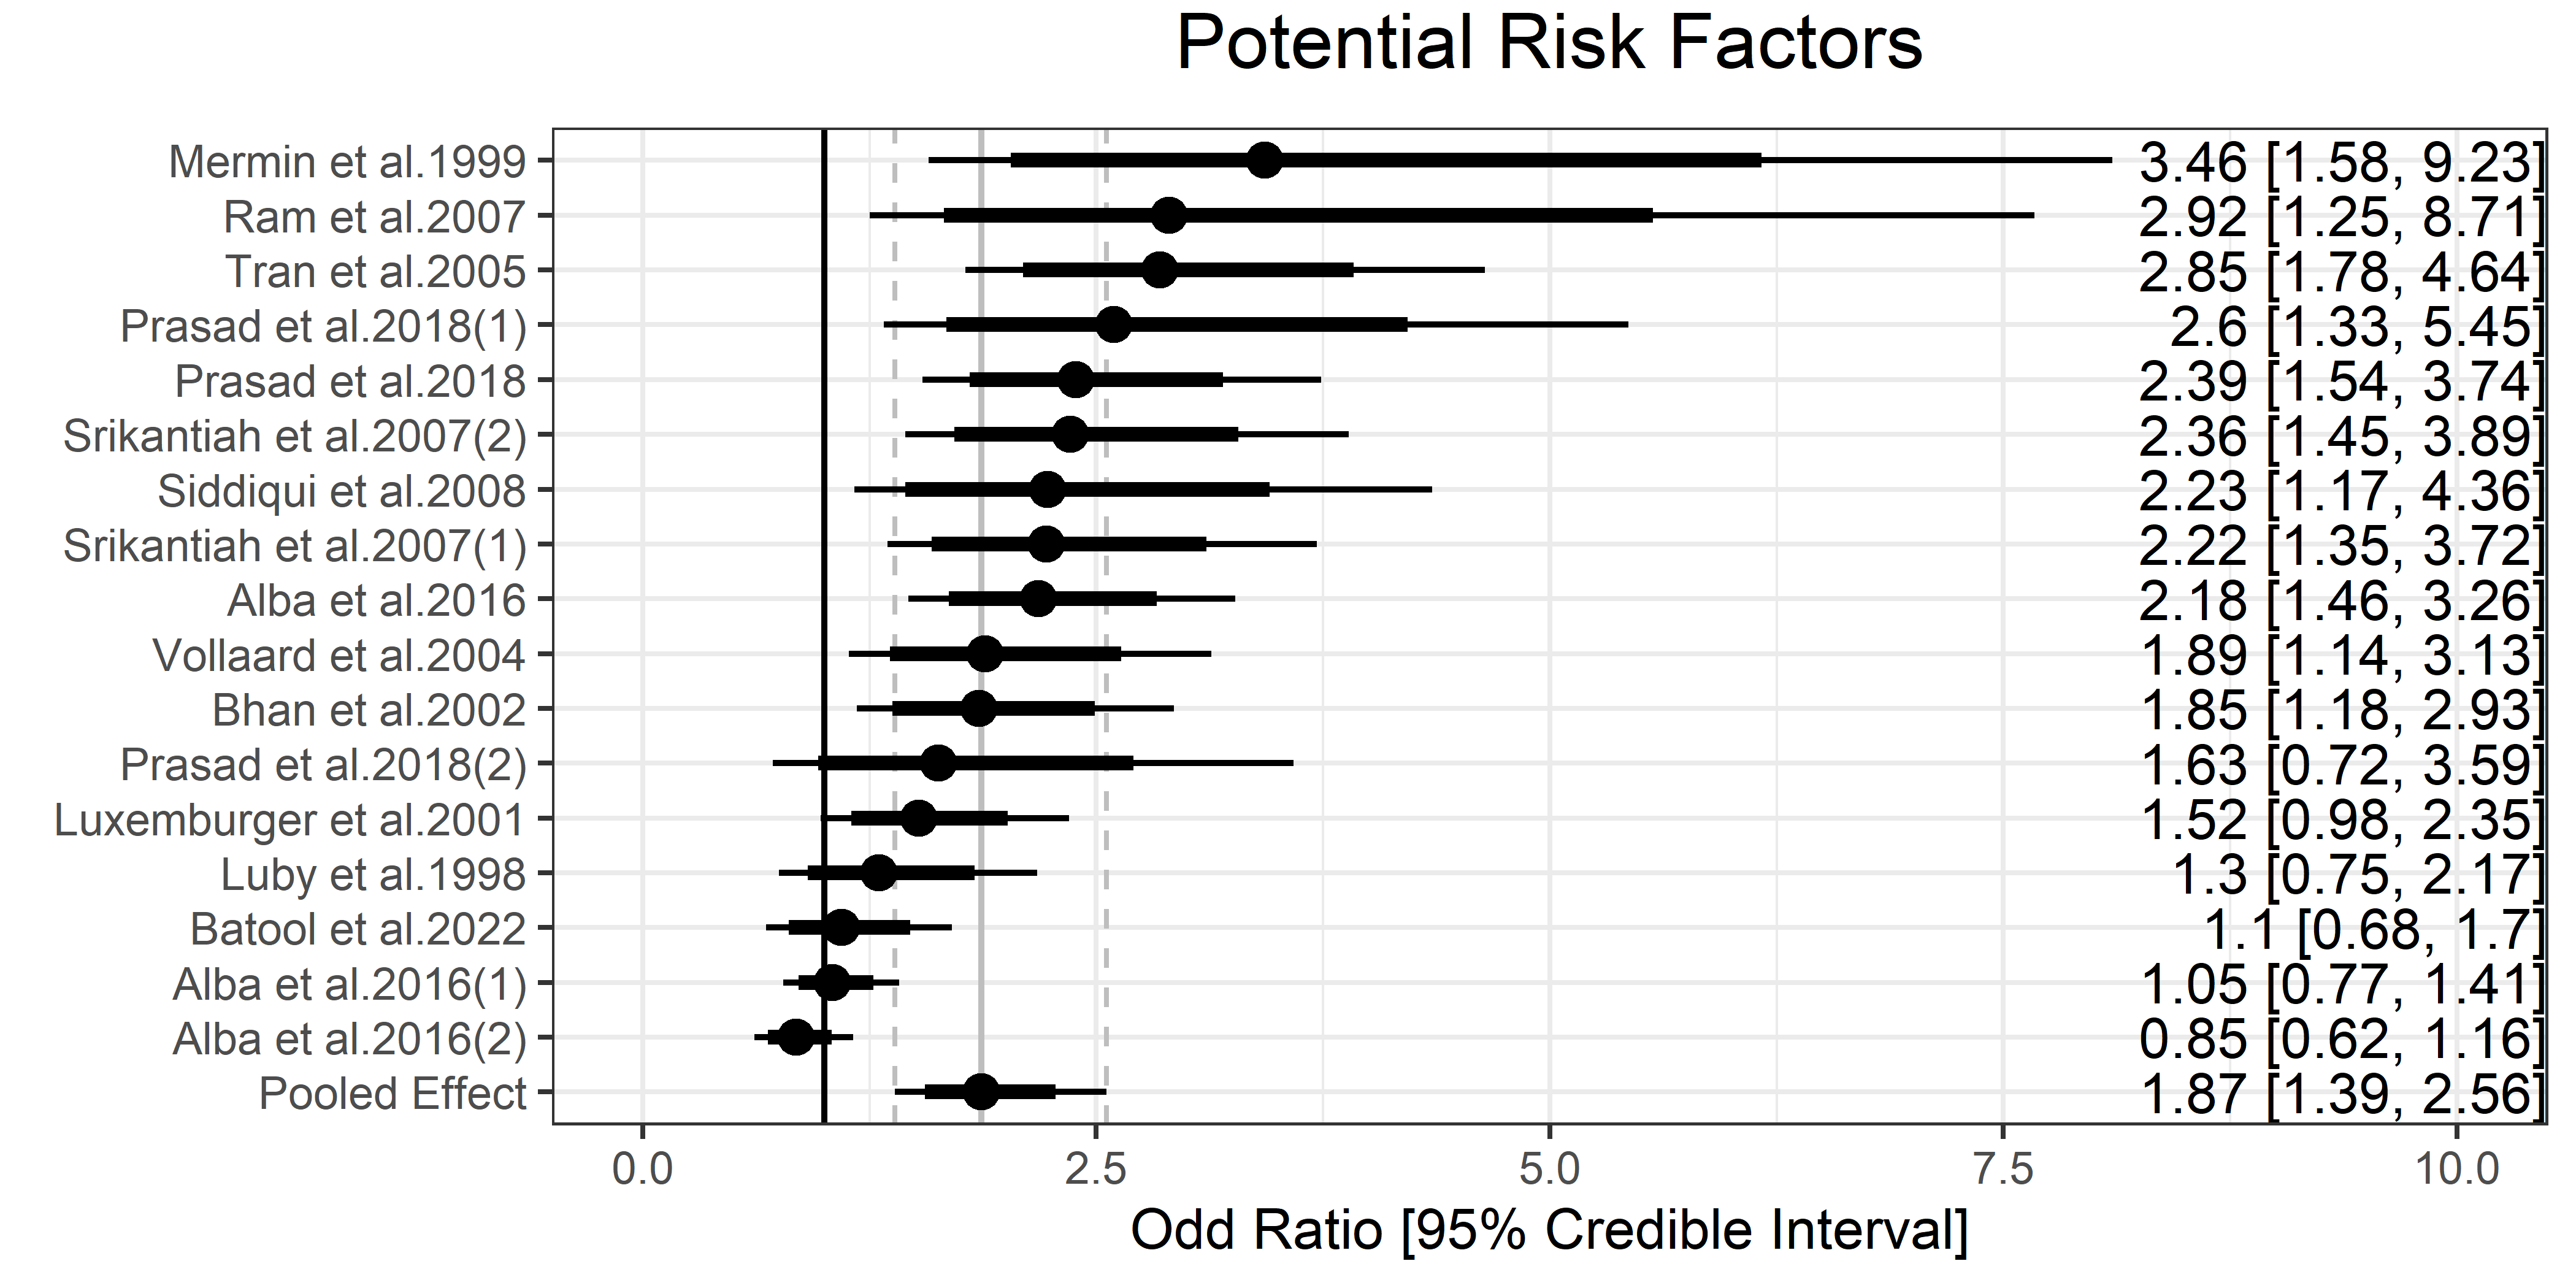 Potential Risk Factors
Mermin et al.1999 3.46 [1.58, 9.23]
Ram et al.2007 2.92 [1.25, 8.71]
Tran et al.2005 2.85 [1.78, 4.64]
Prasad et al.2018(1) 2.6 [1.33, 5.45]
Prasad et al.2018 2.39 [1.54, 3.74]
Srikantiah et al.2007(2) 2.36 [1.45, 3.89]
Siddiqui et al.2008 2.23 [1.17, 4.36]
Srikantiah et al.2007(1) 2.22 [1.35, 3.72]
Alba et al.2016 2.18 [1.46, 3.26]
Vollaard et al.2004 1.89 [1.14, 3.13]
Bhan et al.2002 1.85 [1.18, 2.93]
Prasad et al.2018(2) 1.63 [0.72, 3.59]
Luxemburger et al.2001 1.52 [0.98, 2.35]
Luby et al.1998 1.3 [0.75, 2.17]
Batool et al.2022 1.1 [0.68, 1.7]
Alba et al.2016(1) 1.05 [0.77, 1.41]
Alba et al.2016(2) 0.85 [0.62, 1.16]
Pooled Effect 1.87 [1.39, 2.56]
0.0 2.5 5.0 7.5 10.0
Odd Ratio [95% Credible Interval]